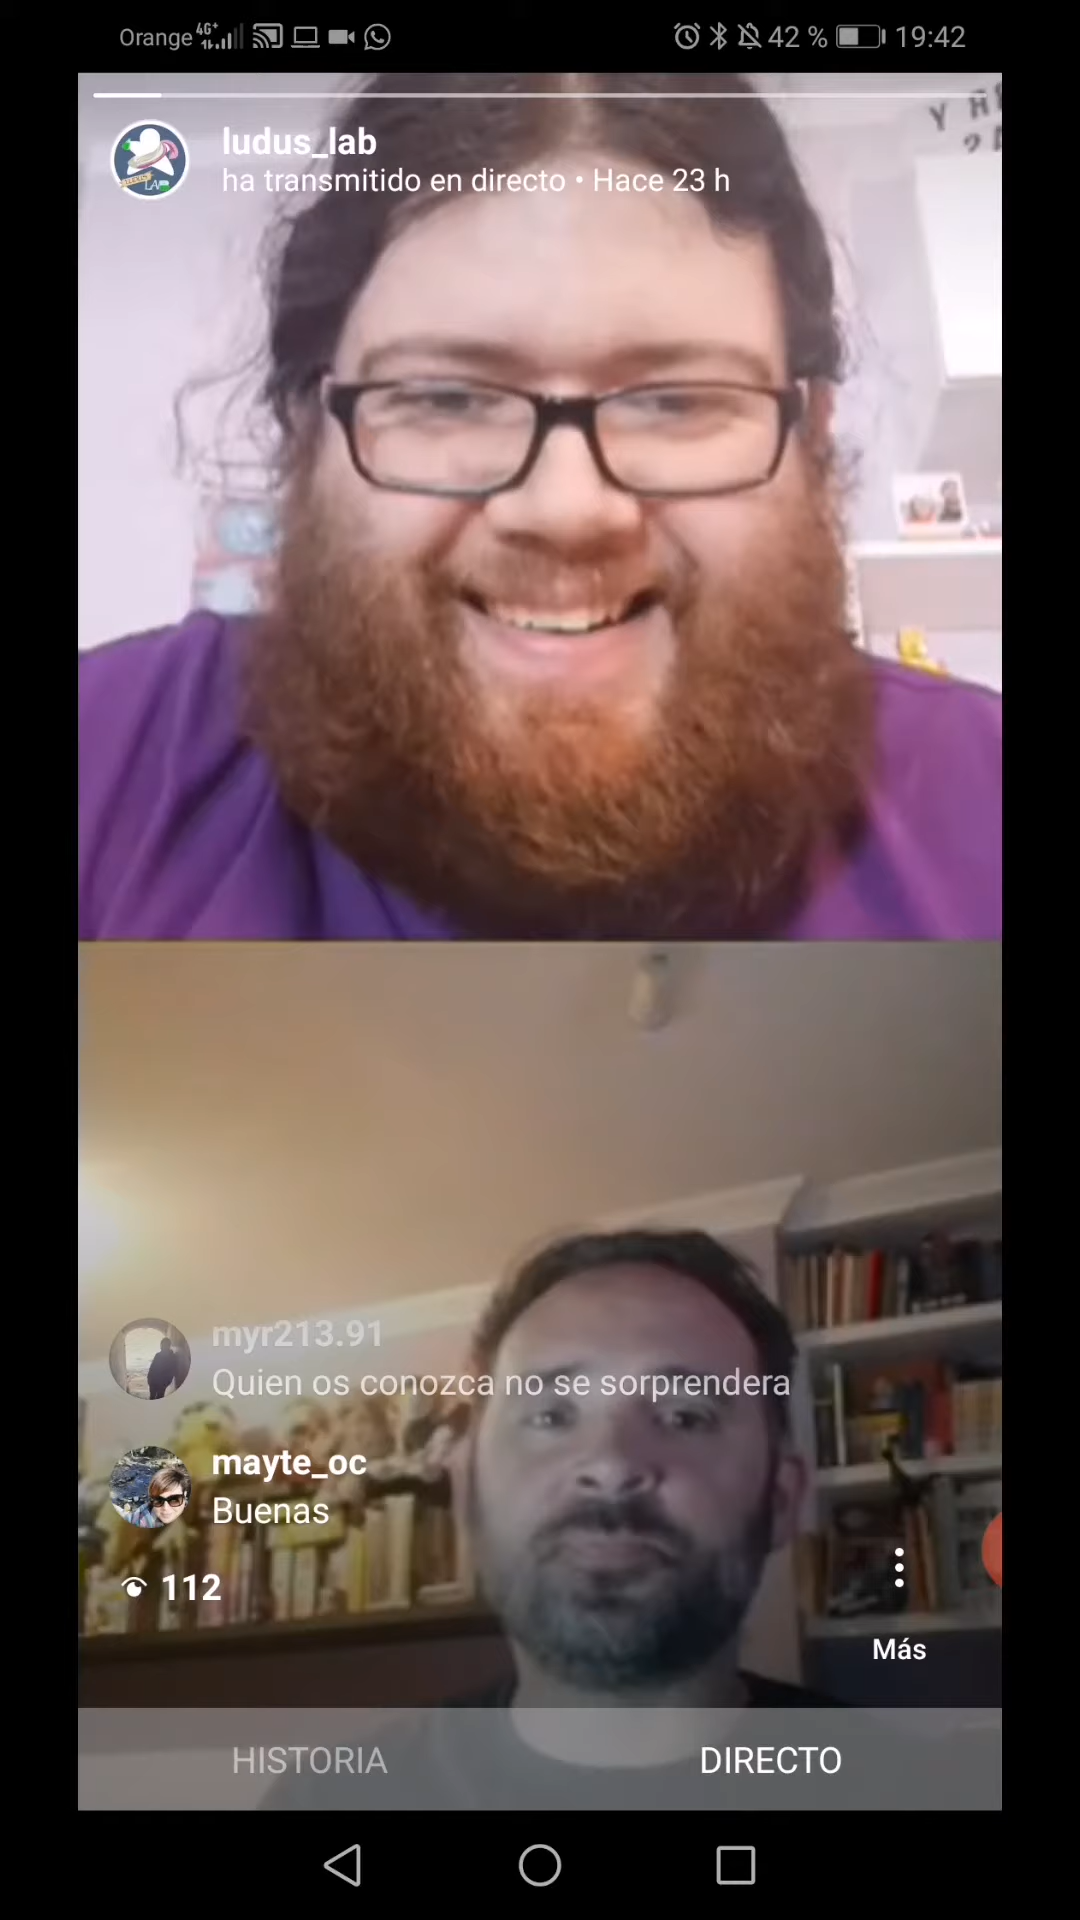 Orange 4G+ 42 % 19:42
ludus_lab
ha transmitido en directo • Hace 23 h
myr213.91
Quien os conozca no se sorprendera
mayte_oc
Buenas
112
Más
HISTORIA DIRECTO